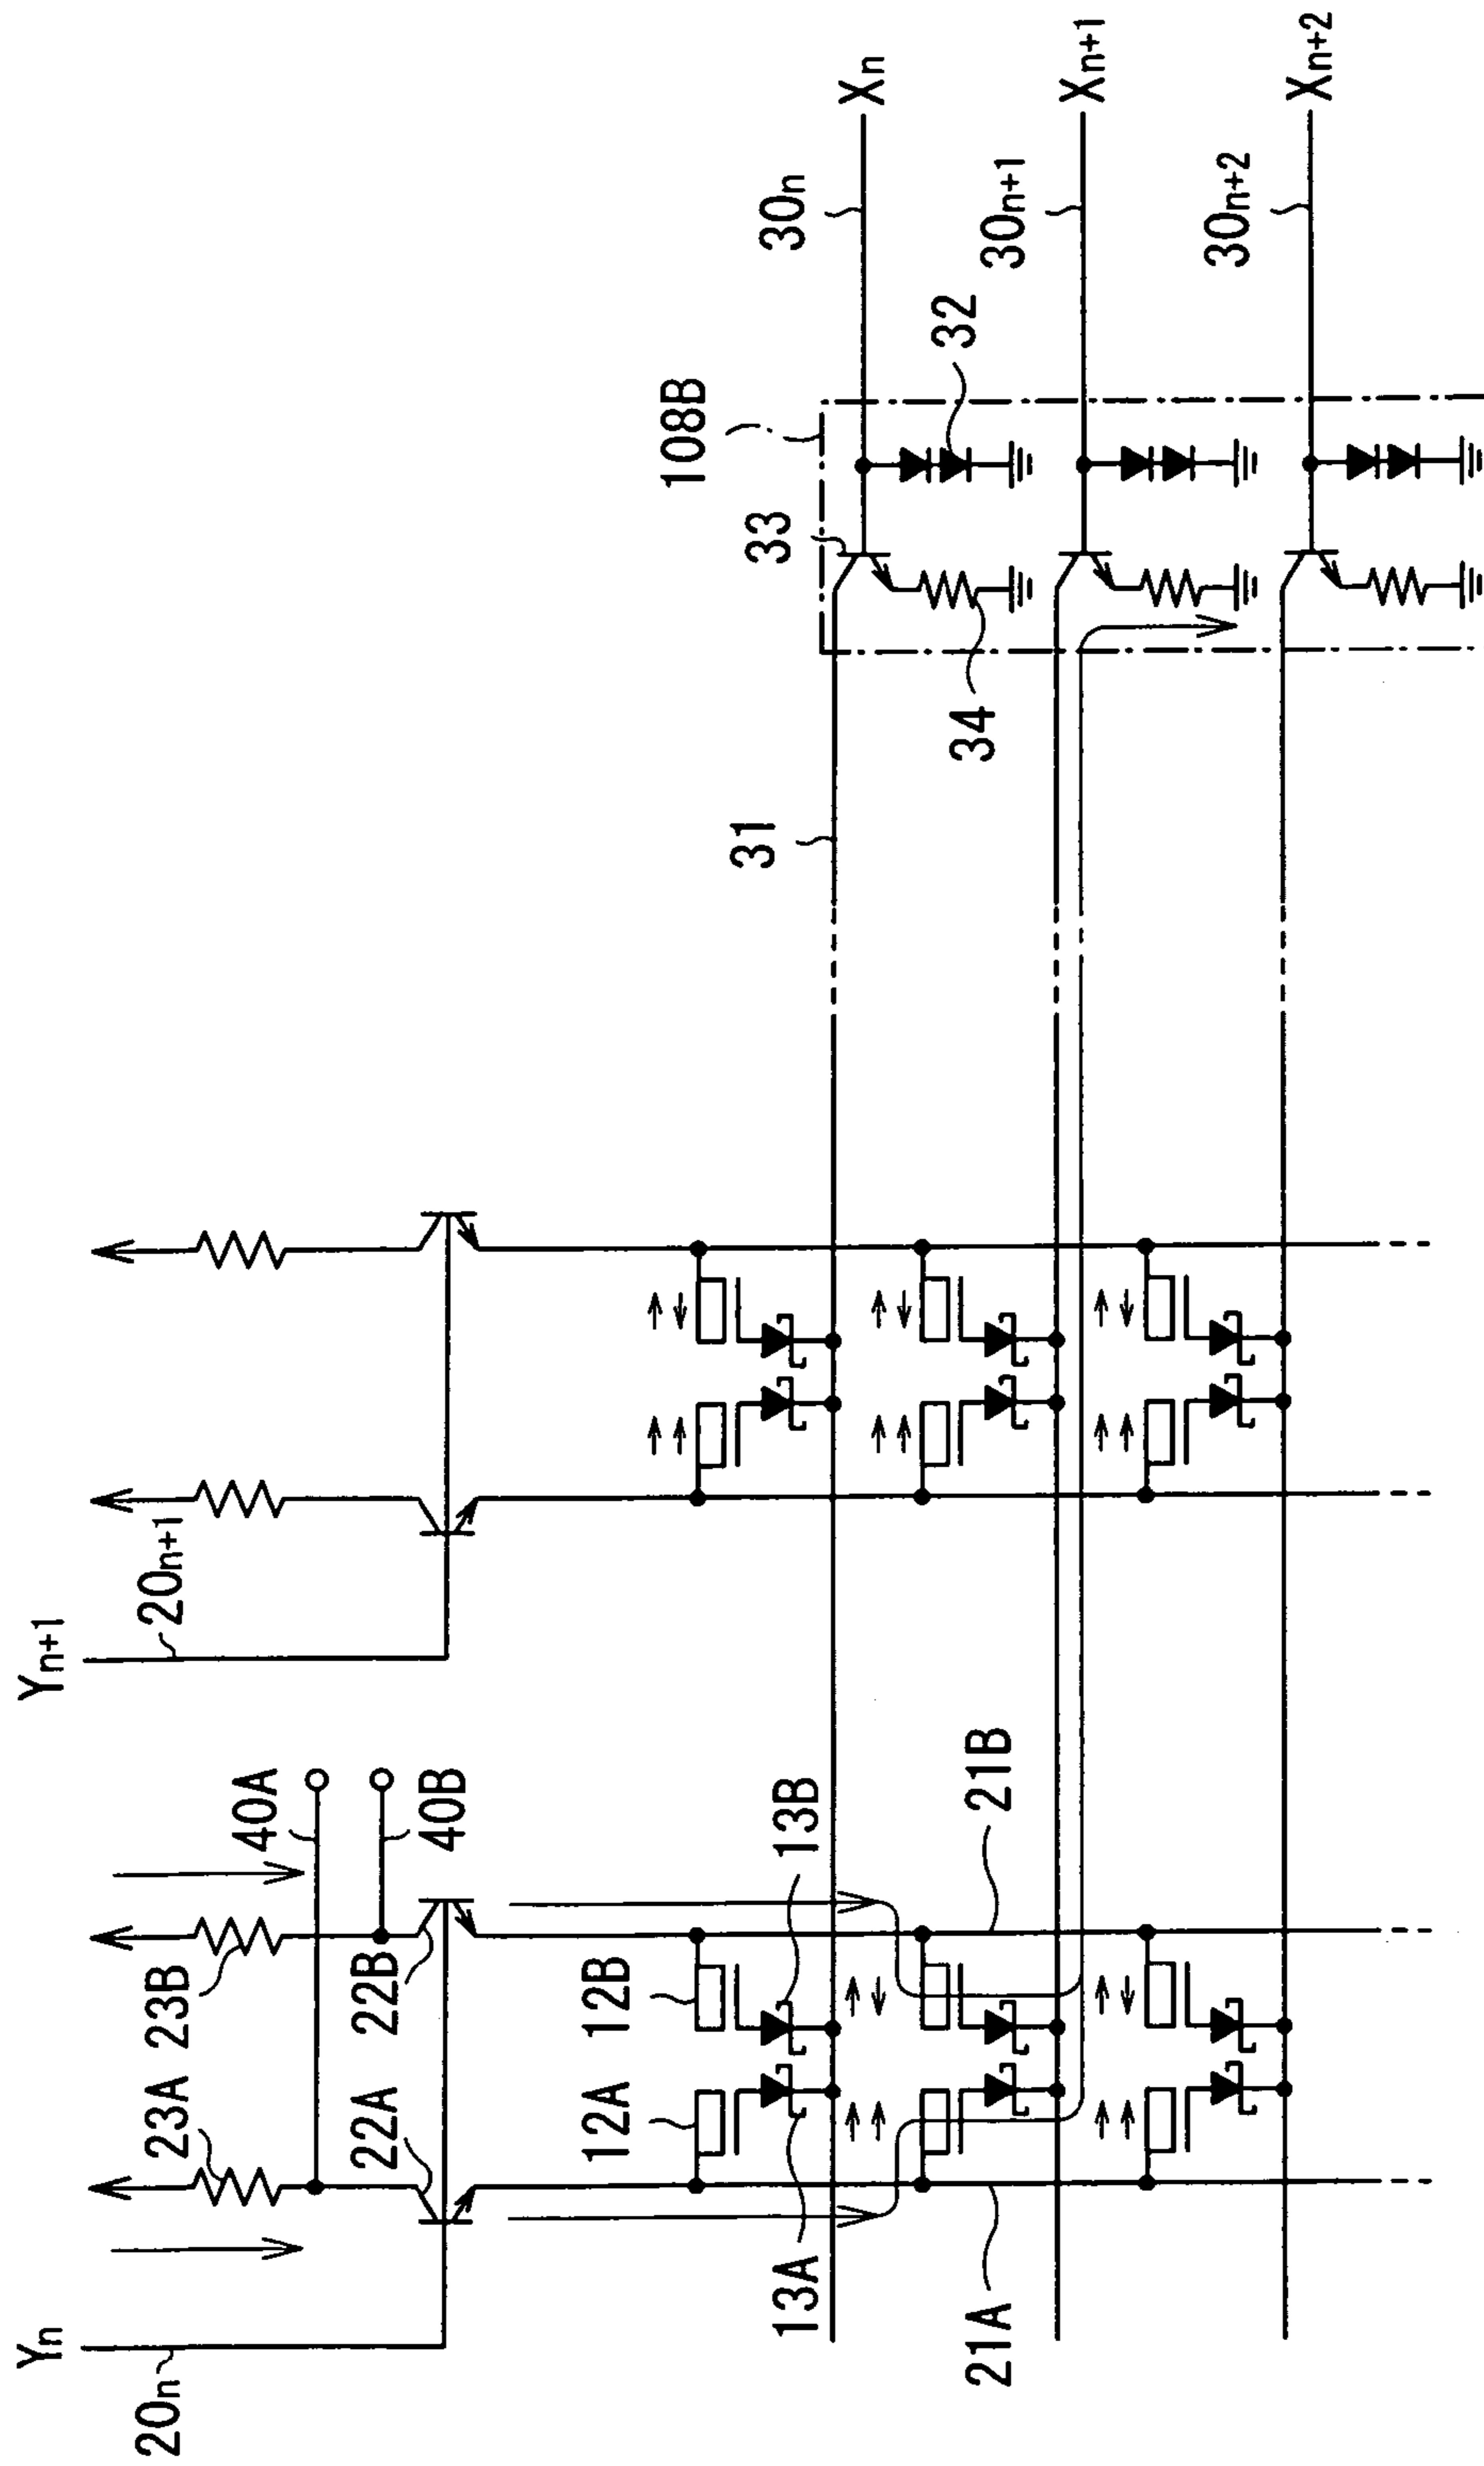 Yn
20n
23A
23B
40A
40B
22A
22B
12A
12B
13A
13B
21A
21B
Yn+1
20n+1
31
108B
33
34
32
30n
Xn
30n+1
Xn+1
30n+2
Xn+2